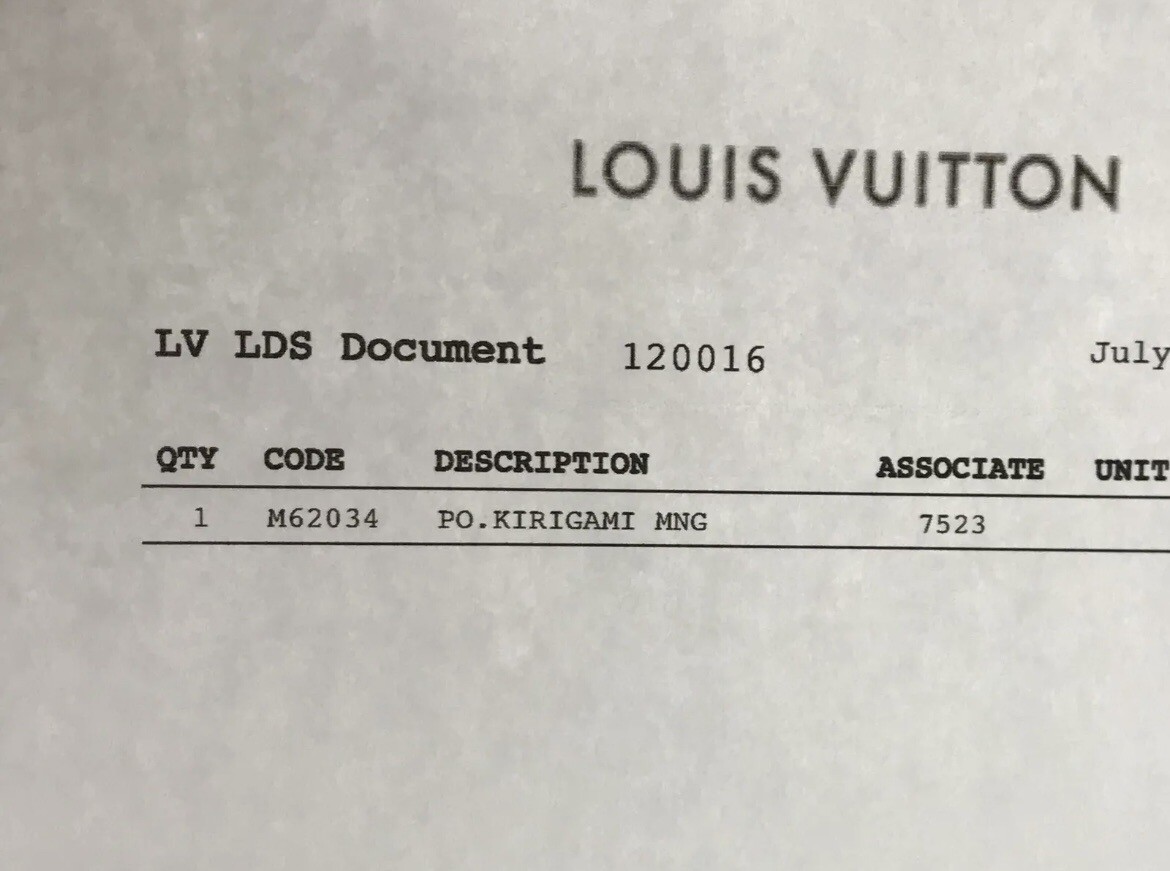 LOUIS VUITTON
LV LDS Document 120016 July
QTY CODE DESCRIPTION ASSOCIATE UNIT
1 M62034 PO.KIRIGAMI MNG 7523